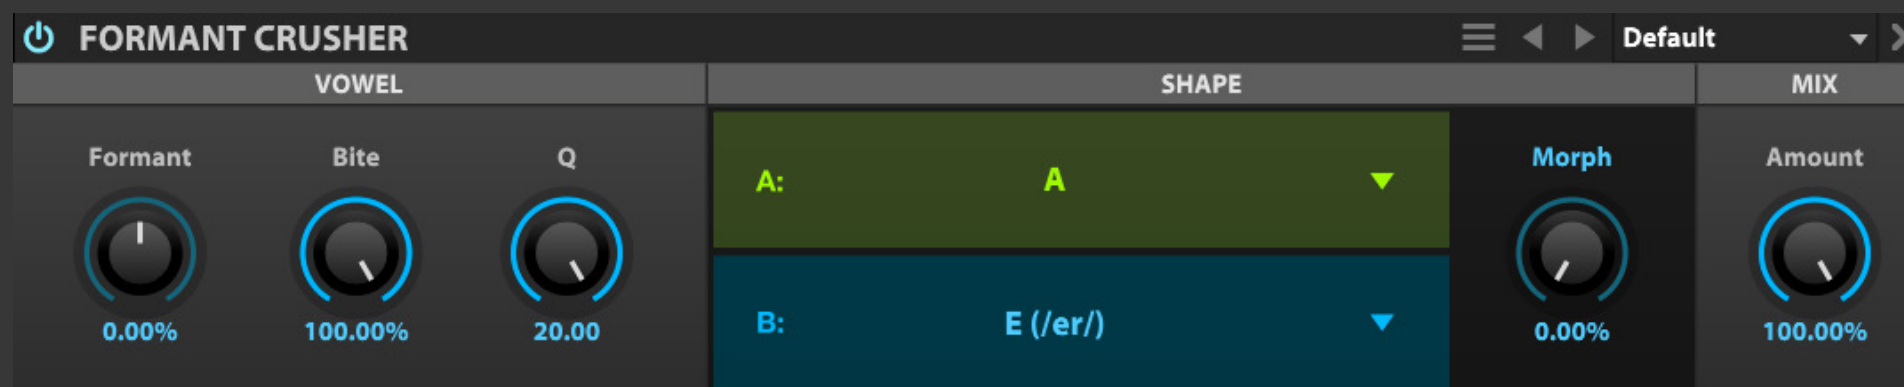 FORMANT CRUSHER Default
VOWEL SHAPE MIX
Formant Bite Q Morph Amount
A: A
B: E (/er/)
0.00% 100.00% 20.00 0.00% 100.00%